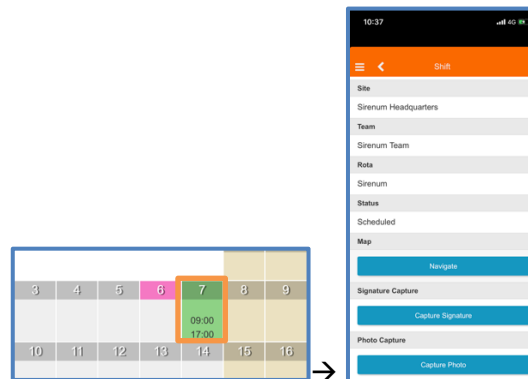 10:37
4G
Shift
Site
Sirenum Headquarters
Team
Sirenum Team
Rota
Sirenum
Status
Scheduled
Map
Navigate
Signature Capture
Capture Signature
Photo Capture
Capture Photo
3 4 5 6 7 8 9
09:00
17:00
10 11 12 13 14 15 16
→